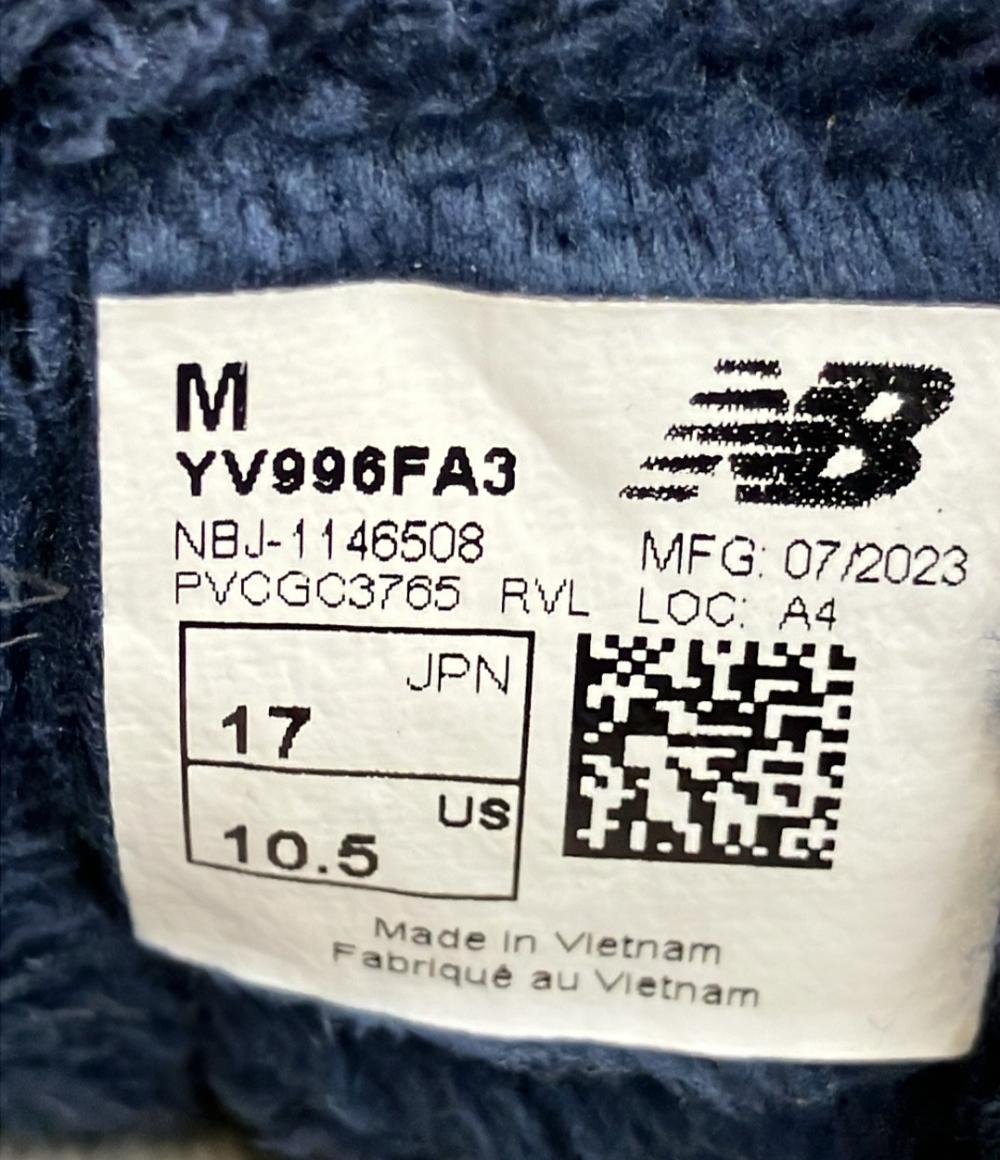 M
NB
YV996FA3
NBJ-1146508
MFG: 07/2023
PVCGC3765 RVL LOC: A4
JPN
17
US
10.5
Made in Vietnam
Fabriqué au Vietnam